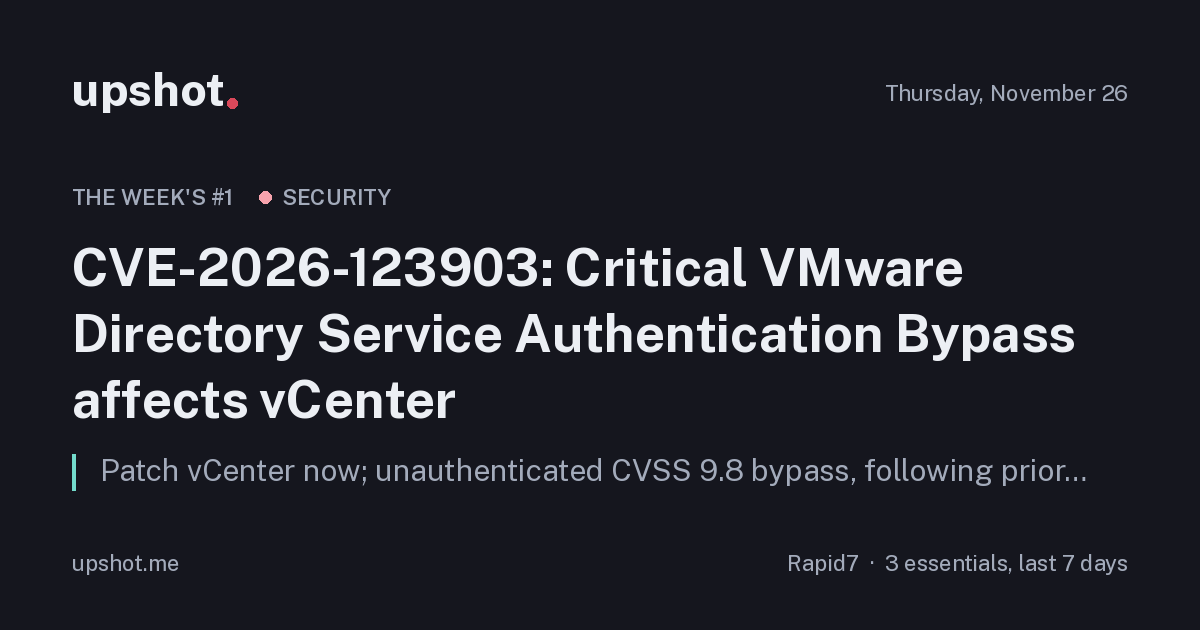 upshot.
Thursday, November 26
THE WEEK'S #1 ● SECURITY
CVE-2026-123903: Critical VMware
Directory Service Authentication Bypass
affects vCenter
Patch vCenter now; unauthenticated CVSS 9.8 bypass, following prior...
upshot.me
Rapid7 · 3 essentials, last 7 days